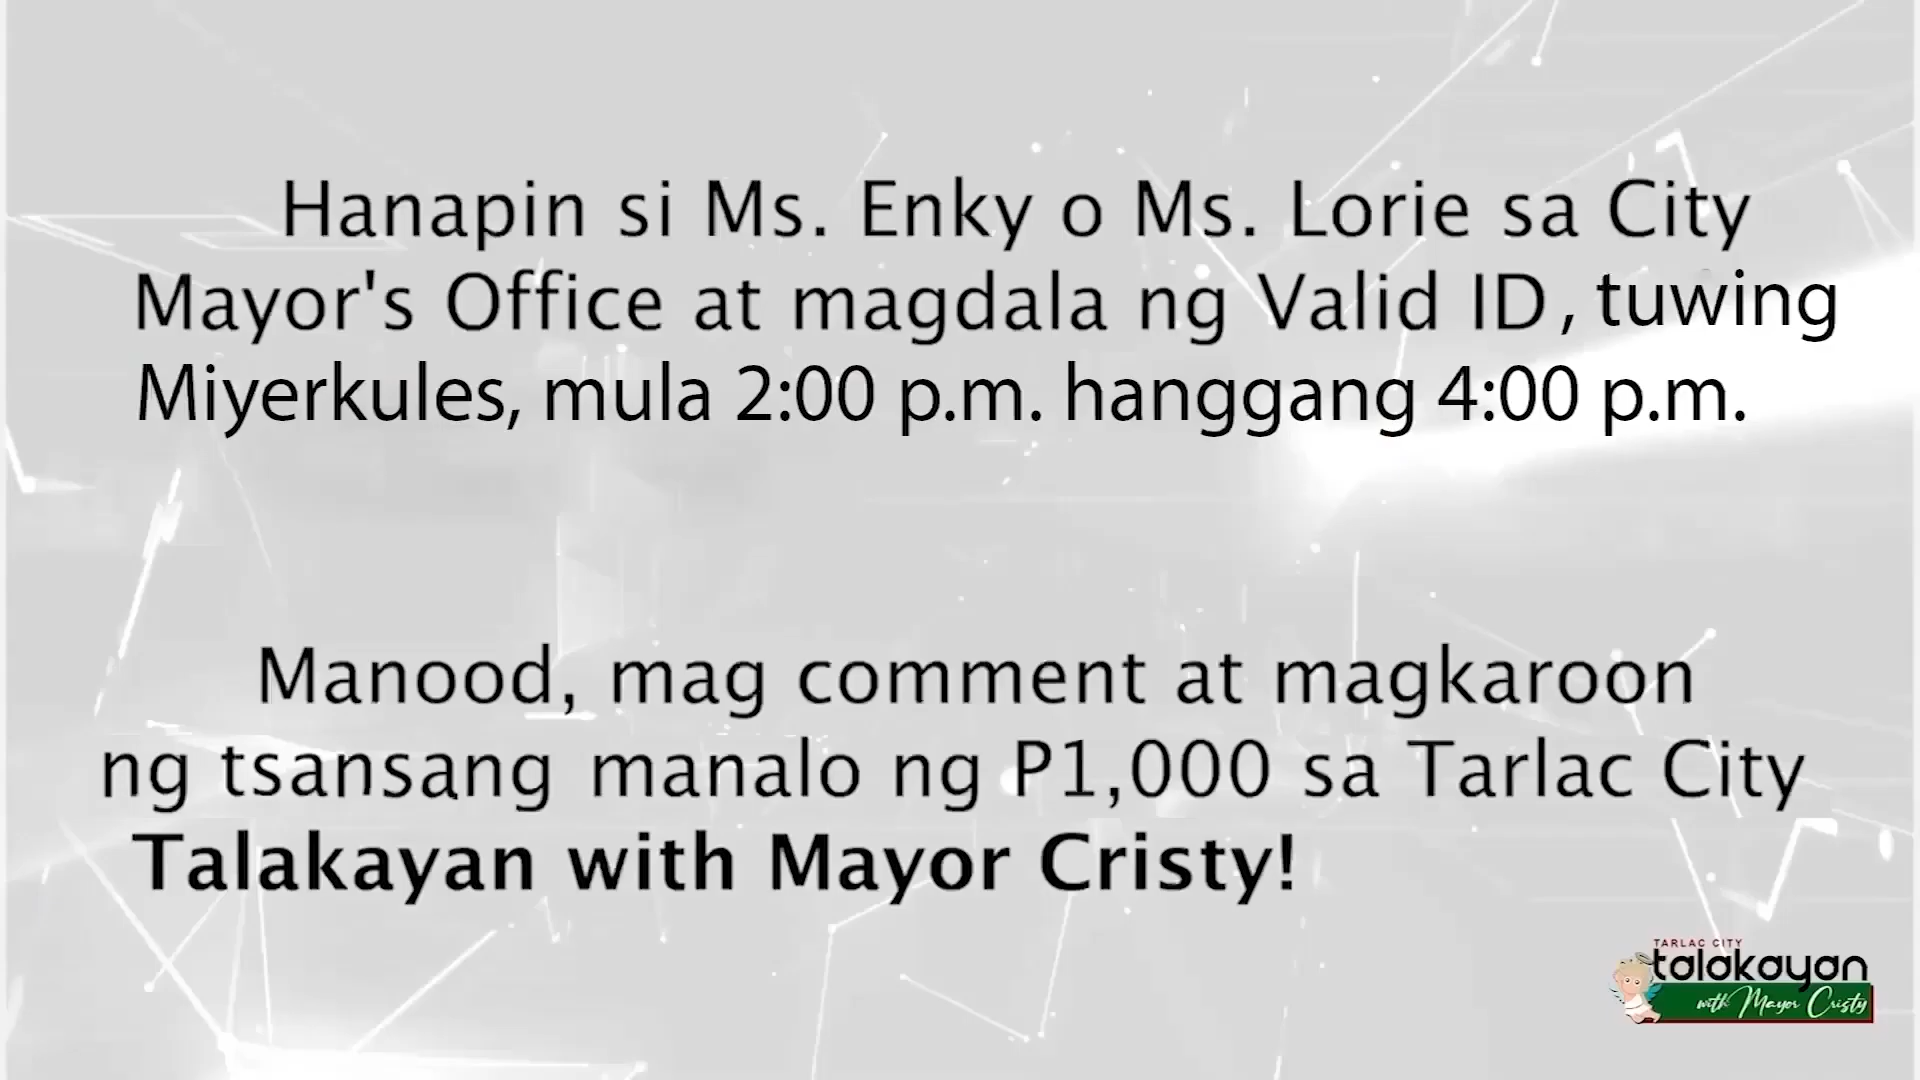 Hanapin si Ms. Enky o Ms. Lorie sa City
Mayor's Office at magdala ng Valid ID, tuwing
Miyerkules, mula 2:00 p.m. hanggang 4:00 p.m.
Manood, mag comment at magkaroon
ng tsansang manalo ng P1,000 sa Tarlac City
Talakayan with Mayor Cristy!
TARLAC CITY
talakayan
with Mayor Cristy